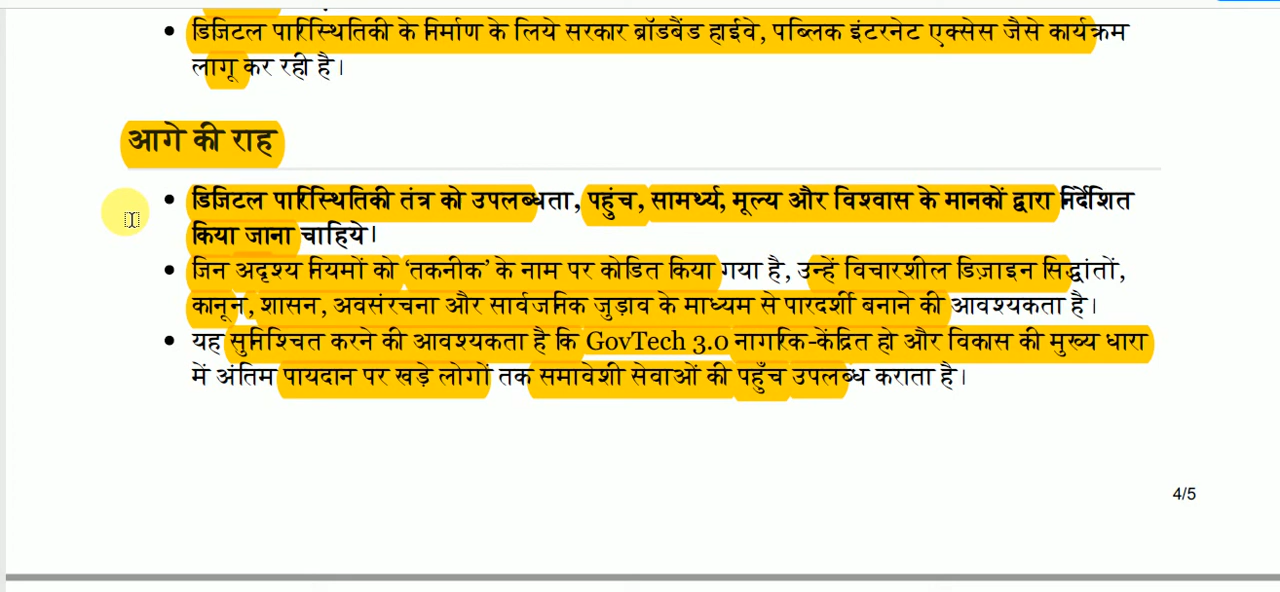 डिजिटल पारिस्थितिकी के निर्माण के लिये सरकार ब्रॉडबैंड हाईवे, पब्लिक इंटरनेट एक्सेस जैसे कार्यक्रम
लागू कर रही है।
आगे की राह
डिजिटल पारिस्थितिकी तंत्र को उपलब्धता, पहुंच, सामर्थ्य, मूल्य और विश्वास के मानकों द्वारा निर्देशित
किया जाना चाहिये।
जिन अदृश्य नियमों को ‘तकनीक’ के नाम पर कोडित किया गया है, उन्हें विचारशील डिज़ाइन सिद्धांतों,
कानून, शासन, अवसंरचना और सार्वजनिक जुड़ाव के माध्यम से पारदर्शी बनाने की आवश्यकता है।
यह सुनिश्चित करने की आवश्यकता है कि GovTech 3.0 नागरिक-केंद्रित हो और विकास की मुख्य धारा
में अंतिम पायदान पर खड़े लोगों तक समावेशी सेवाओं की पहुँच उपलब्ध कराता है।
4/5